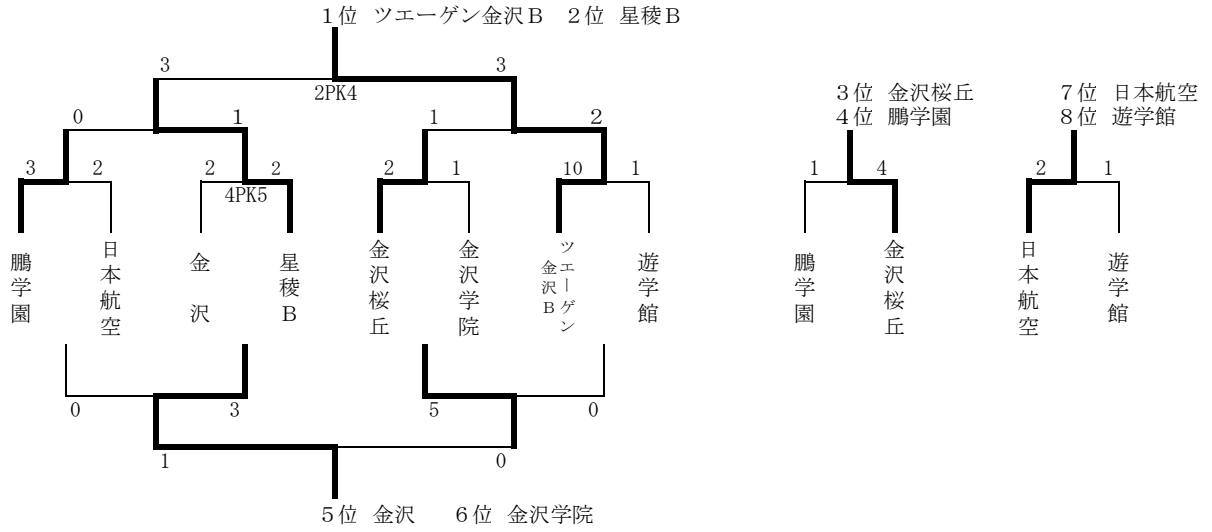 1位 ツエーゲン金沢B 2位 星稜B
3 3
2PK4
3位 金沢桜丘 7位 日本航空
4位 鵬学園 8位 遊学館
0 1 1 2
3 2 2 2 2 1 10 1 1 4 2 1
4PK5
鵬学園
日本航空
金沢
星稜B
金沢桜丘
金沢学院
ツエーゲン
金沢B
遊学館
鵬学園
金沢桜丘
日本航空
遊学館
0 3 5 0
1 0
5位 金沢 6位 金沢学院